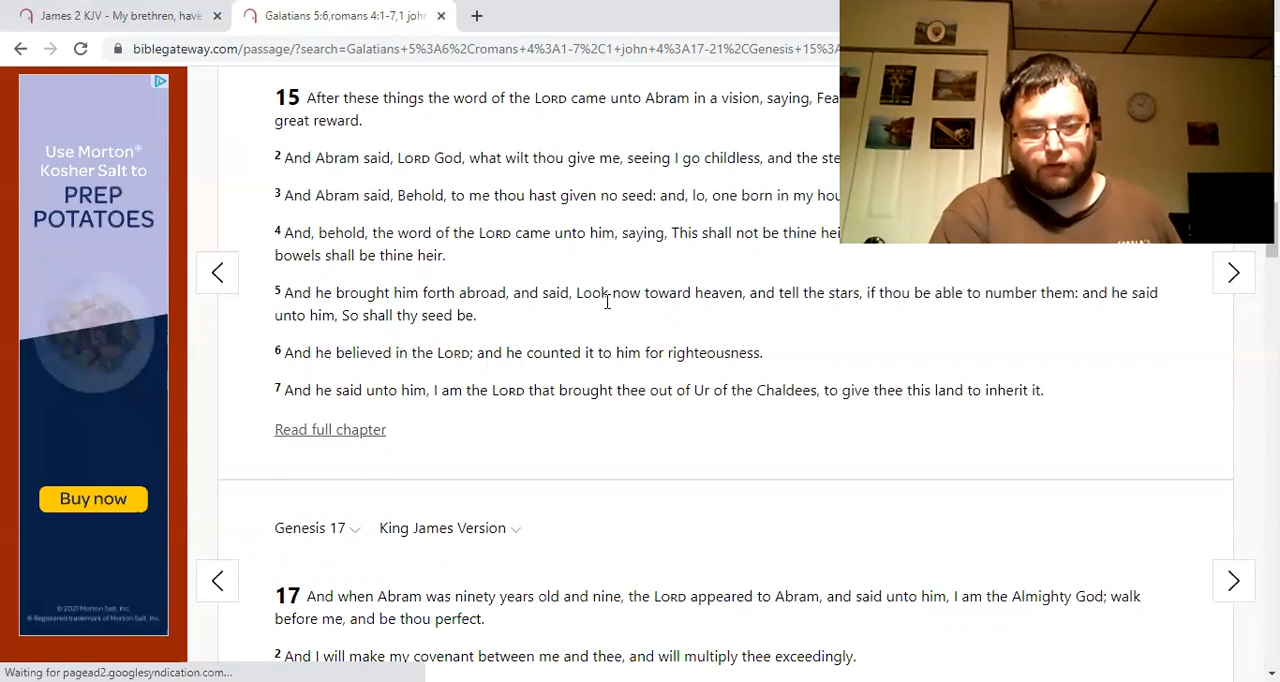 James 2 KJV - My brethren, have
Galatians 5:6,romans 4:1-7,1 john
biblegateway.com/passage/?search=Galatians+5%3A6%2Cromans+4%3A1-7%2C1+john+4%3A17-21%2CGenesis+15%3A
15 After these things the word of the LORD came unto Abram in a vision, saying, Fea
great reward.
2 And Abram said, LORD God, what wilt thou give me, seeing I go childless, and the ste
3 And Abram said, Behold, to me thou hast given no seed: and, lo, one born in my hou
4 And, behold, the word of the LORD came unto him, saying, This shall not be thine hei
bowels shall be thine heir.
5 And he brought him forth abroad, and said, Look now toward heaven, and tell the stars, if thou be able to number them: and he said
unto him, So shall thy seed be.
6 And he believed in the LORD; and he counted it to him for righteousness.
7 And he said unto him, I am the LORD that brought thee out of Ur of the Chaldees, to give thee this land to inherit it.
Read full chapter
Genesis 17 King James Version
17 And when Abram was ninety years old and nine, the LORD appeared to Abram, and said unto him, I am the Almighty God; walk
before me, and be thou perfect.
2 And I will make my covenant between me and thee, and will multiply thee exceedingly.
Use Morton®
Kosher Salt to
PREP
POTATOES
Buy now
© 2021 Morton Salt, Inc.
® Registered trademark of Morton Salt, Inc.
Waiting for pagead2.googlesyndication.com...